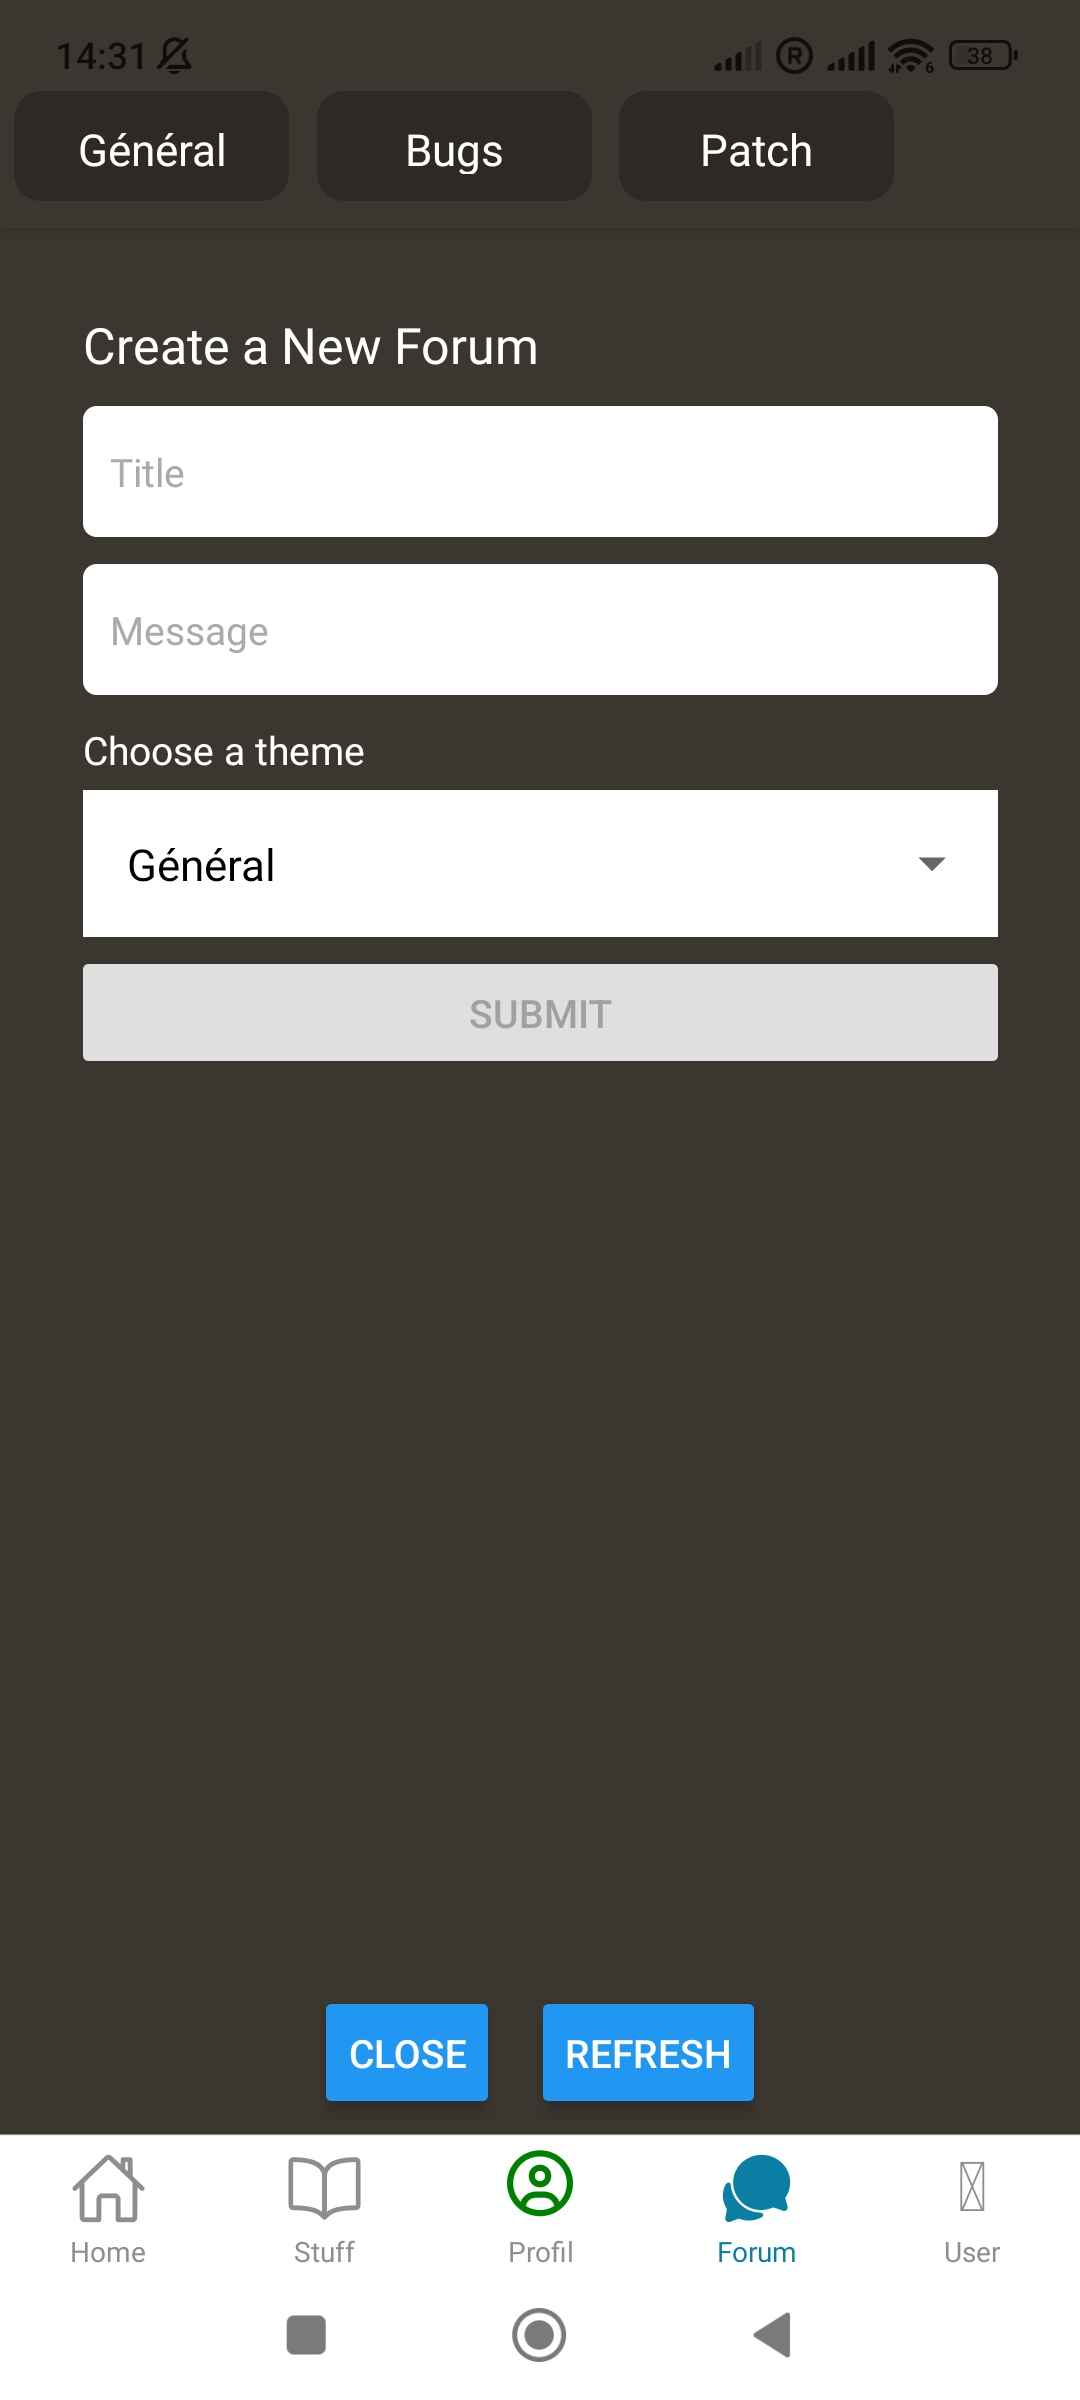 14:31 38
Général Bugs Patch
Create a New Forum
Title
Message
Choose a theme
Général
SUBMIT
CLOSE REFRESH
Home Stuff Profil Forum User